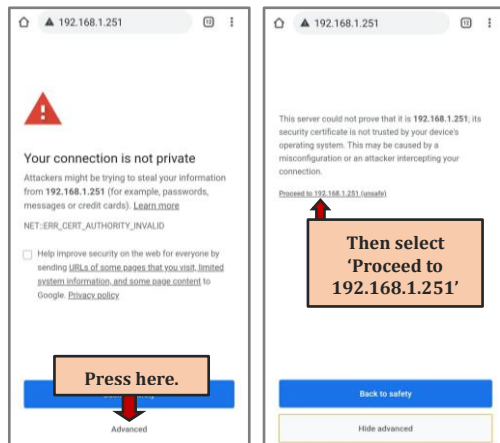 192.168.1.251
12
Your connection is not private
Attackers might be trying to steal your information
from 192.168.1.251 (for example, passwords,
messages or credit cards). Learn more
NET::ERR_CERT_AUTHORITY_INVALID
Help improve security on the web for everyone by
sending URLs of some pages that you visit, limited
system information, and some page content to
Google. Privacy policy
Press here.
Advanced
192.168.1.251
12
This server could not prove that it is 192.168.1.251; its
security certificate is not trusted by your device's
operating system. This may be caused by a
misconfiguration or an attacker intercepting your
connection.
Proceed to 192.168.1.251 (unsafe)
Then select
‘Proceed to
192.168.1.251’
Back to safety
Hide advanced